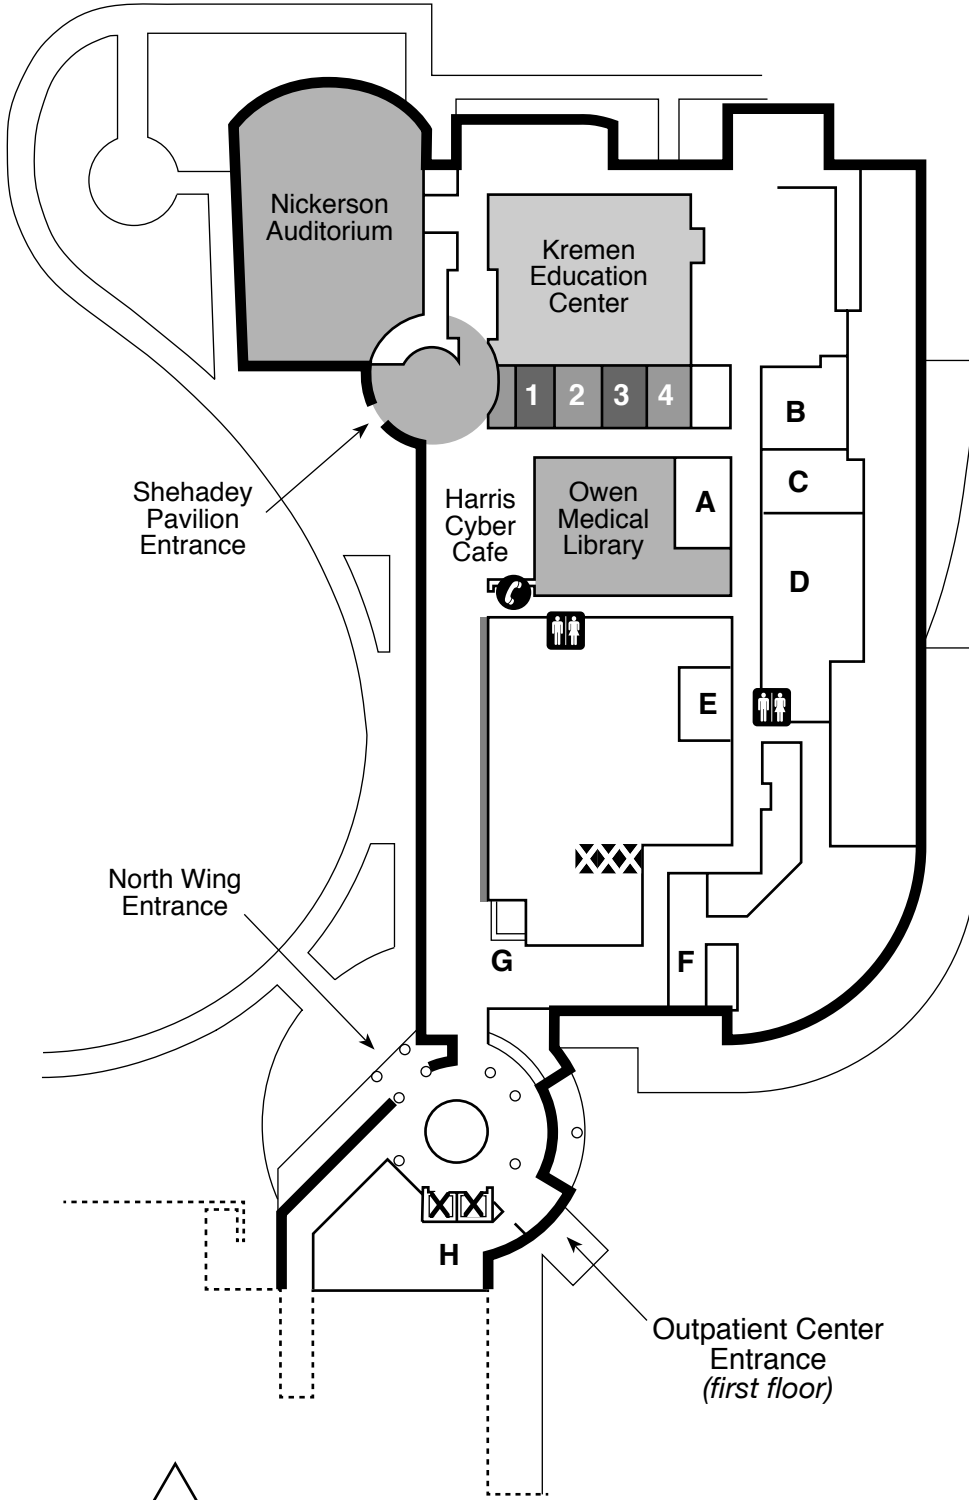 Nickerson
Auditorium
Kremen
Education
Center
1 2 3 4
B
Shehadey
Pavilion
Entrance
Harris
Cyber
Cafe
Owen
Medical
Library
A
C
D
E
North Wing
Entrance
G
F
H
Outpatient Center
Entrance
(first floor)